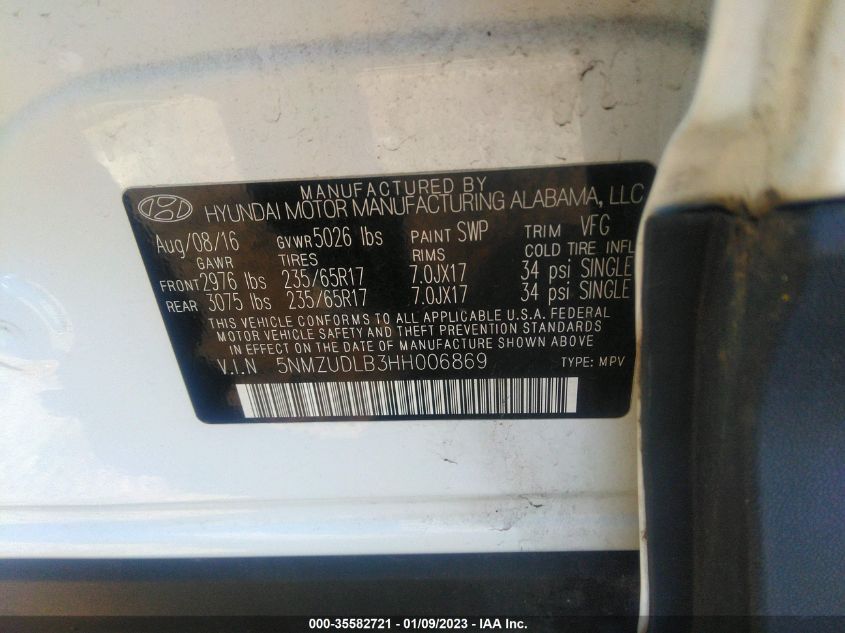 MANUFACTURED BY
HYUNDAI MOTOR MANUFACTURING ALABAMA, LLC
Aug/08/16 GVWR 5026 lbs PAINT SWP TRIM VFG
GAWR TIRES RIMS COLD TIRE INFL
FRONT 2976 lbs 235/65R17 7.0JX17 34 psi SINGLE
REAR 3075 lbs 235/65R17 7.0JX17 34 psi SINGLE
THIS VEHICLE CONFORMS TO ALL APPLICABLE U.S.A. FEDERAL
MOTOR VEHICLE SAFETY AND THEFT PREVENTION STANDARDS
IN EFFECT ON THE DATE OF MANUFACTURE SHOWN ABOVE
V.I.N 5NMZUDLB3HH006869 TYPE: MPV
000-35582721 - 01/09/2023 - IAA Inc.